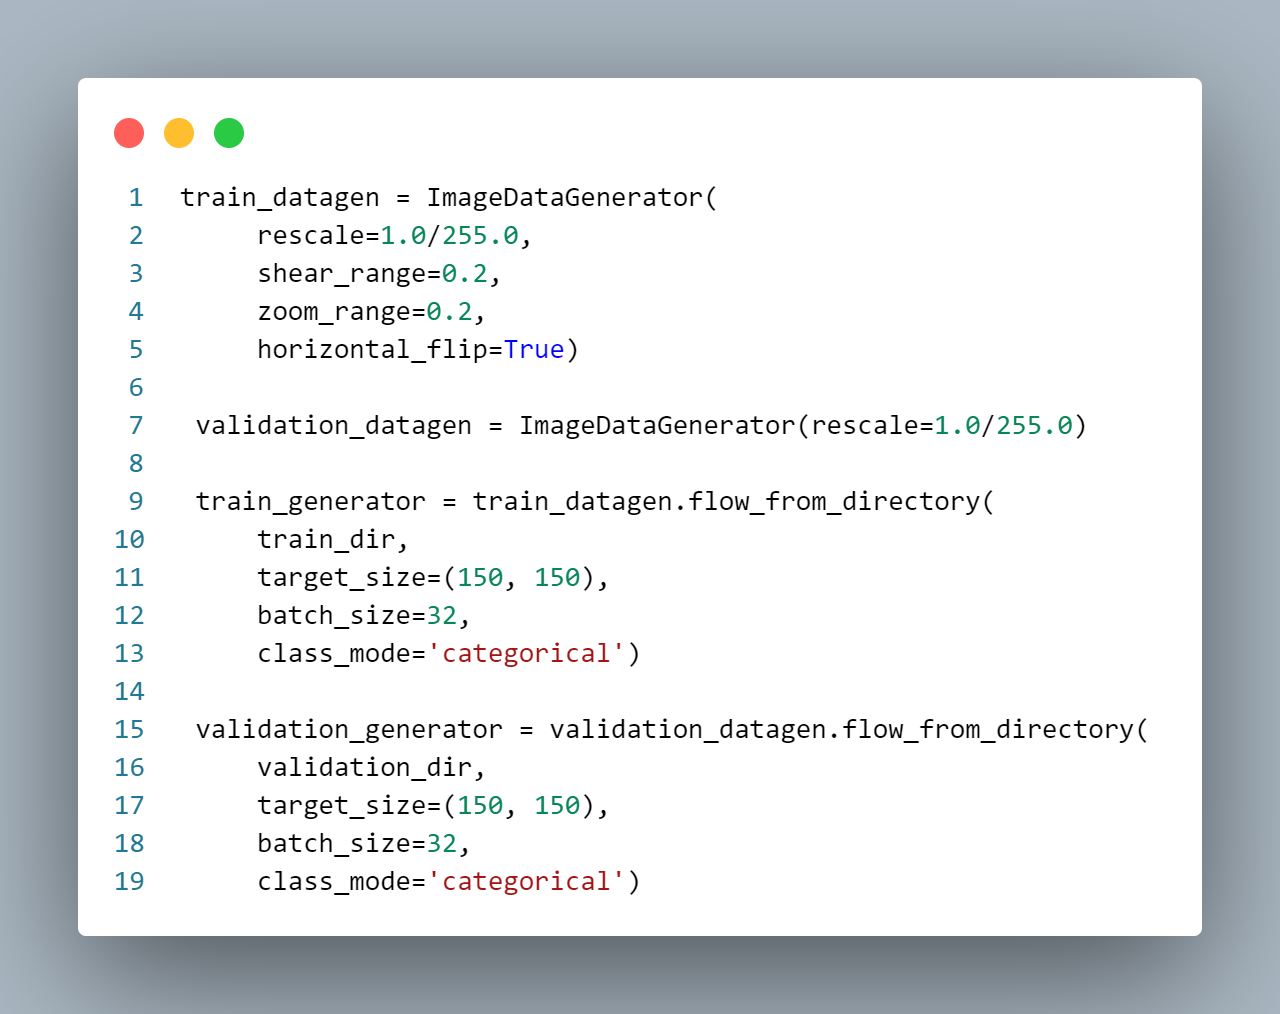 1 train_datagen = ImageDataGenerator(
2      rescale=1.0/255.0,
3      shear_range=0.2,
4      zoom_range=0.2,
5      horizontal_flip=True)
6
7  validation_datagen = ImageDataGenerator(rescale=1.0/255.0)
8
9  train_generator = train_datagen.flow_from_directory(
10      train_dir,
11      target_size=(150, 150),
12      batch_size=32,
13      class_mode='categorical')
14
15  validation_generator = validation_datagen.flow_from_directory(
16      validation_dir,
17      target_size=(150, 150),
18      batch_size=32,
19      class_mode='categorical')